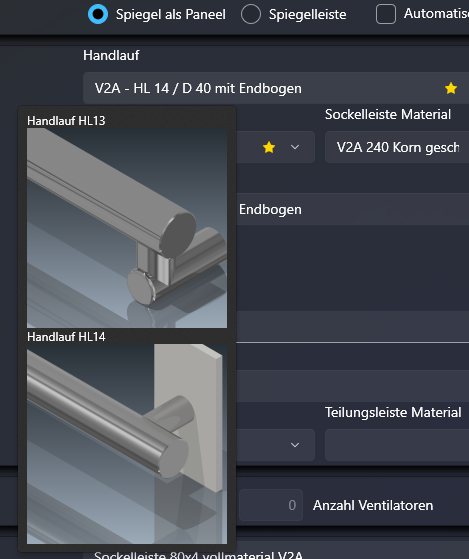 Spiegel als Paneel Spiegelleiste Automatis
Handlauf
V2A - HL 14 / D 40 mit Endbogen
Handlauf HL13
Sockelleiste Material
V2A 240 Korn gesch
Endbogen
Handlauf HL14
Teilungsleiste Material
0 Anzahl Ventilatoren
Sockelleiste 80x4 vollmaterial V2A